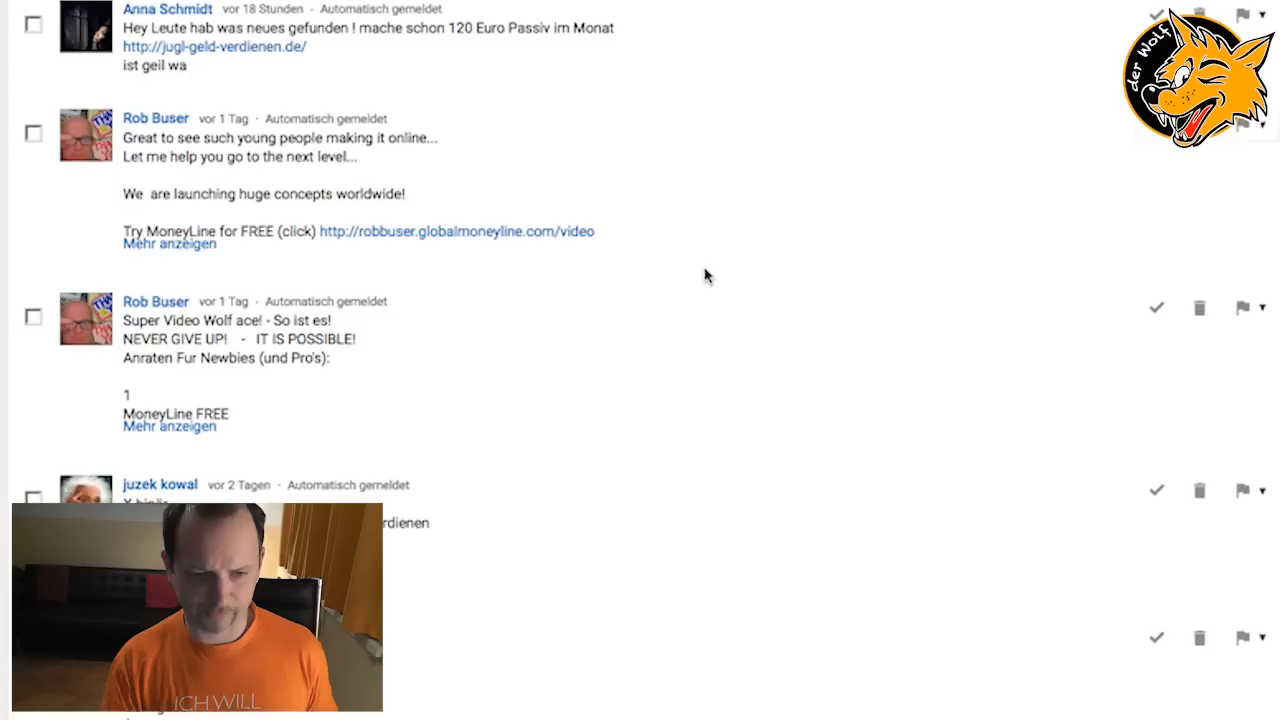 Anna Schmidt vor 18 Stunden · Automatisch gemeldet
Hey Leute hab was neues gefunden ! mache schon 120 Euro Passiv im Monat
http://jugl-geld-verdienen.de/
ist geil wa
der Wolf
Rob Buser vor 1 Tag · Automatisch gemeldet
Great to see such young people making it online...
Let me help you go to the next level...
We are launching huge concepts worldwide!
Try MoneyLine for FREE (click) http://robbuser.globalmoneyline.com/video
Mehr anzeigen
Rob Buser vor 1 Tag · Automatisch gemeldet
Super Video Wolf ace! - So ist es!
NEVER GIVE UP! - IT IS POSSIBLE!
Anraten Fur Newbies (und Pro's):
1
MoneyLine FREE
Mehr anzeigen
juzek kowal vor 2 Tagen · Automatisch gemeldet
rdienen
ICH WILL